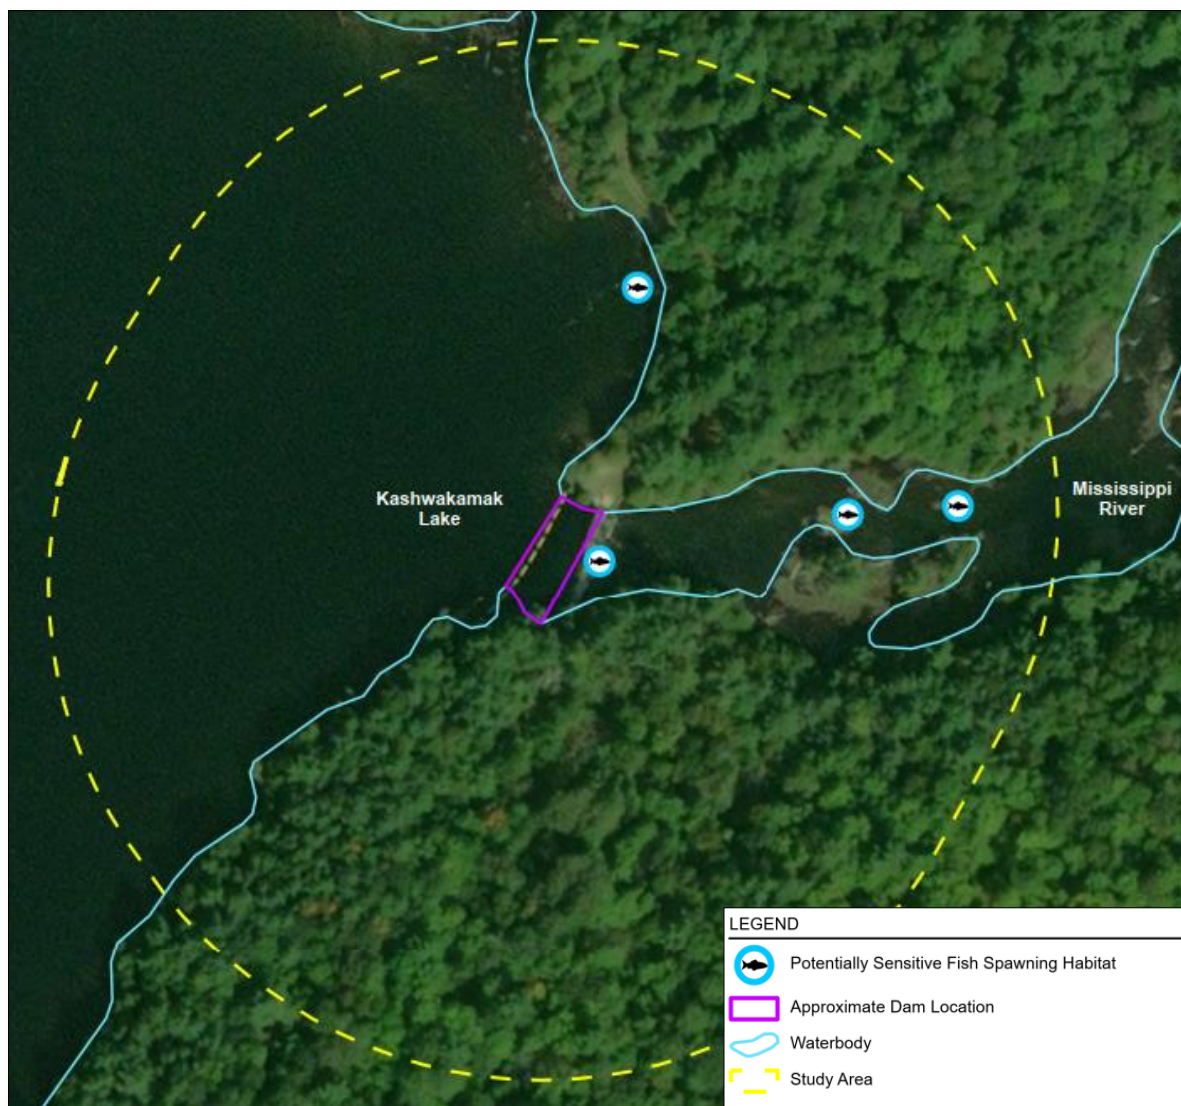 Kashwakamak
Lake
Mississippi
River
LEGEND
Potentially Sensitive Fish Spawning Habitat
Approximate Dam Location
Waterbody
Study Area